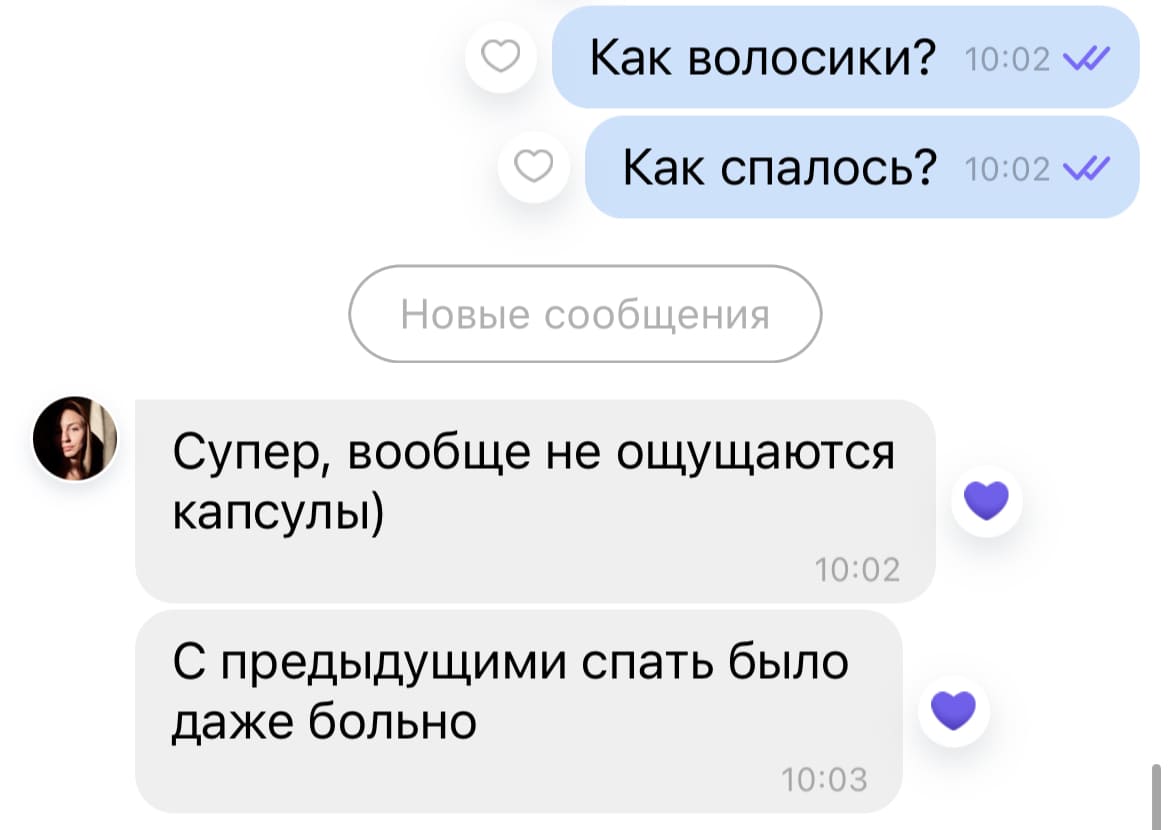 Как волосики? 10:02
Как спалось? 10:02
Новые сообщения
Супер, вообще не ощущаются
капсулы)
10:02
С предыдущими спать было
даже больно
10:03